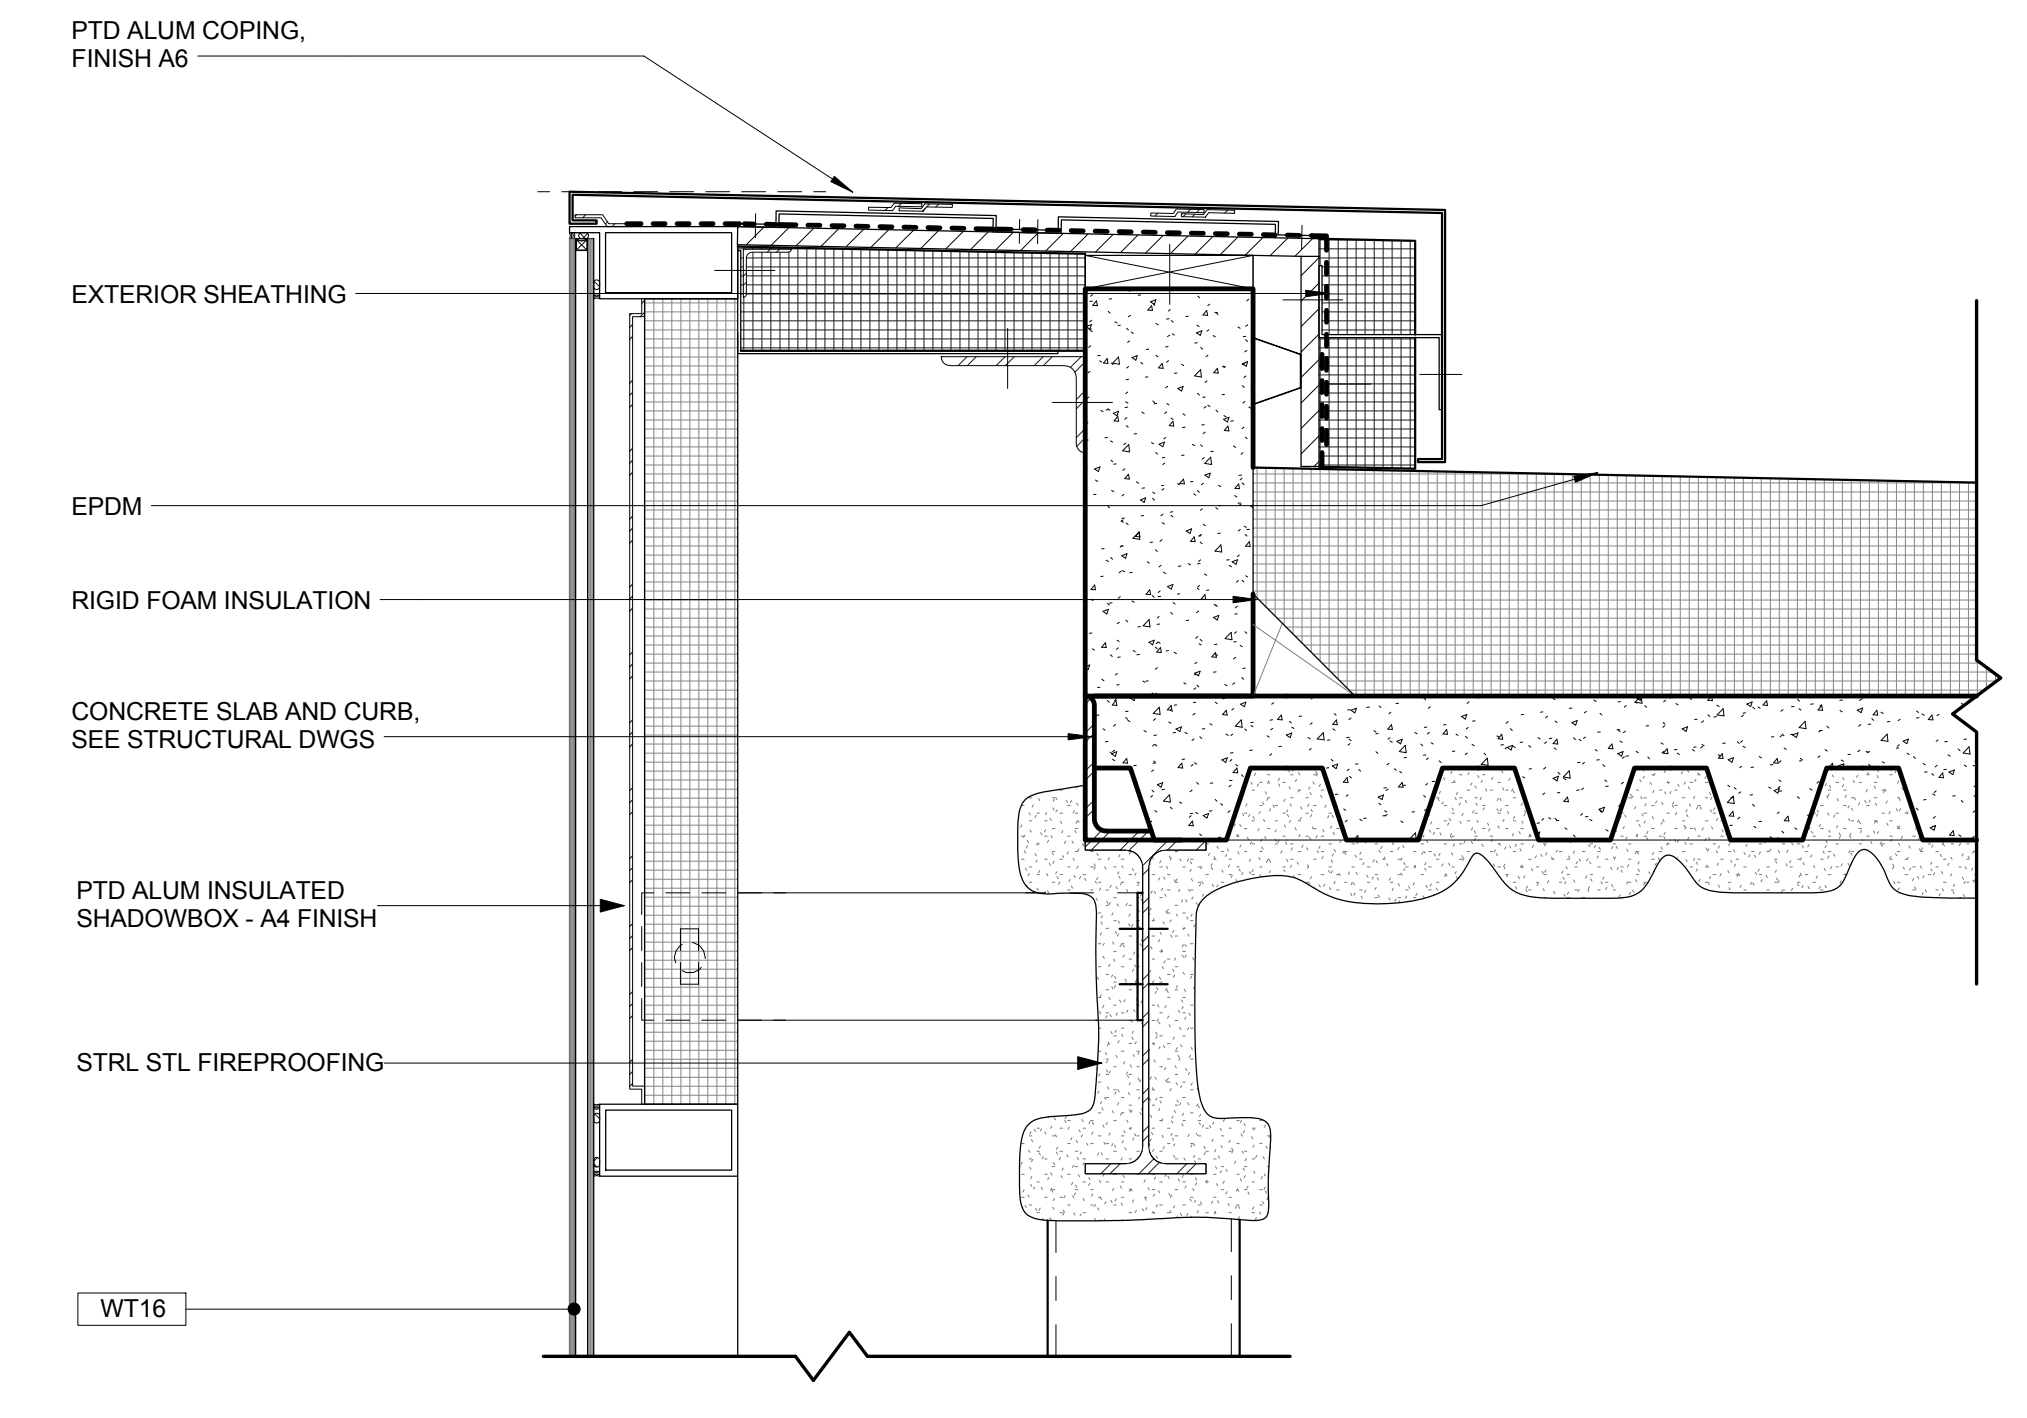 PTD ALUM COPING,
FINISH A6
EXTERIOR SHEATHING
EPDM
RIGID FOAM INSULATION
CONCRETE SLAB AND CURB,
SEE STRUCTURAL DWGS
PTD ALUM INSULATED
SHADOWBOX - A4 FINISH
STRL STL FIREPROOFING
WT16